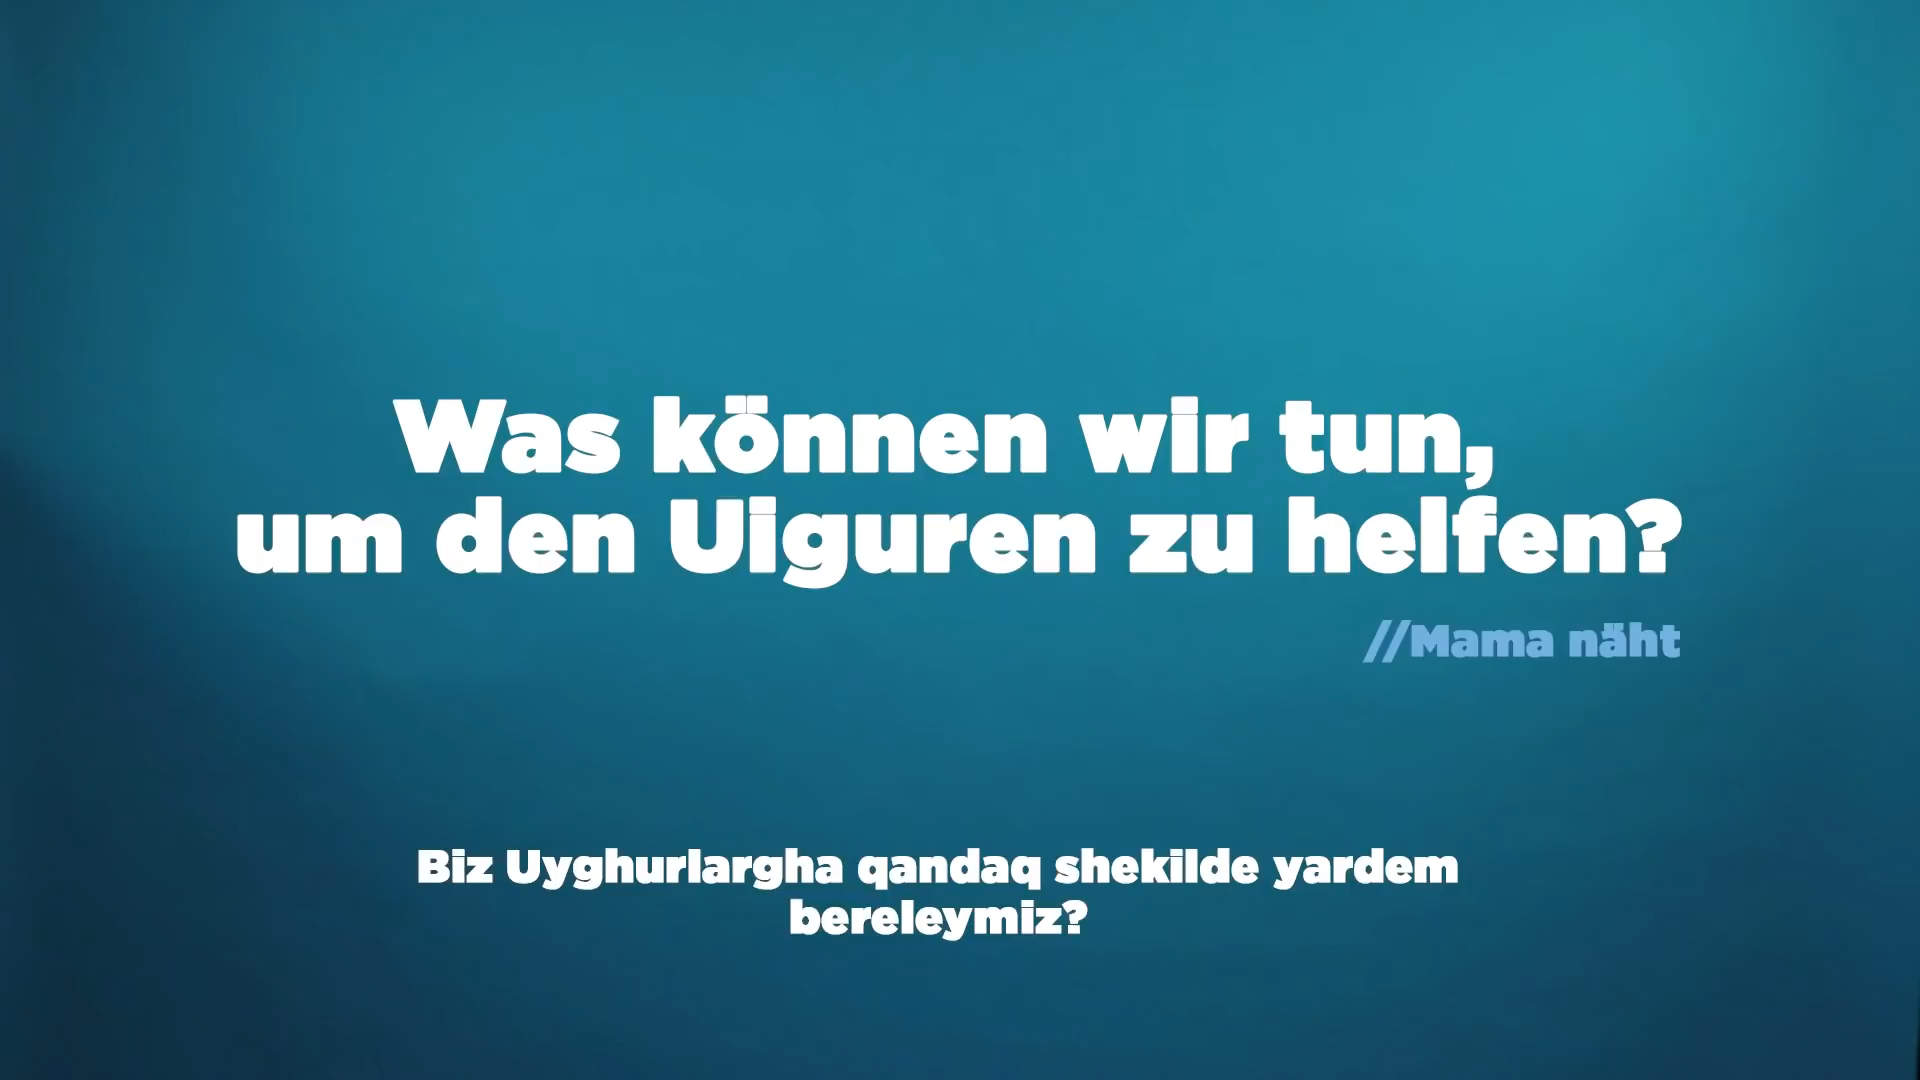 Was können wir tun,
um den Uiguren zu helfen?
//Mama näht
Biz Uyghurlargha qandaq shekilde yardem
bereleymiz?